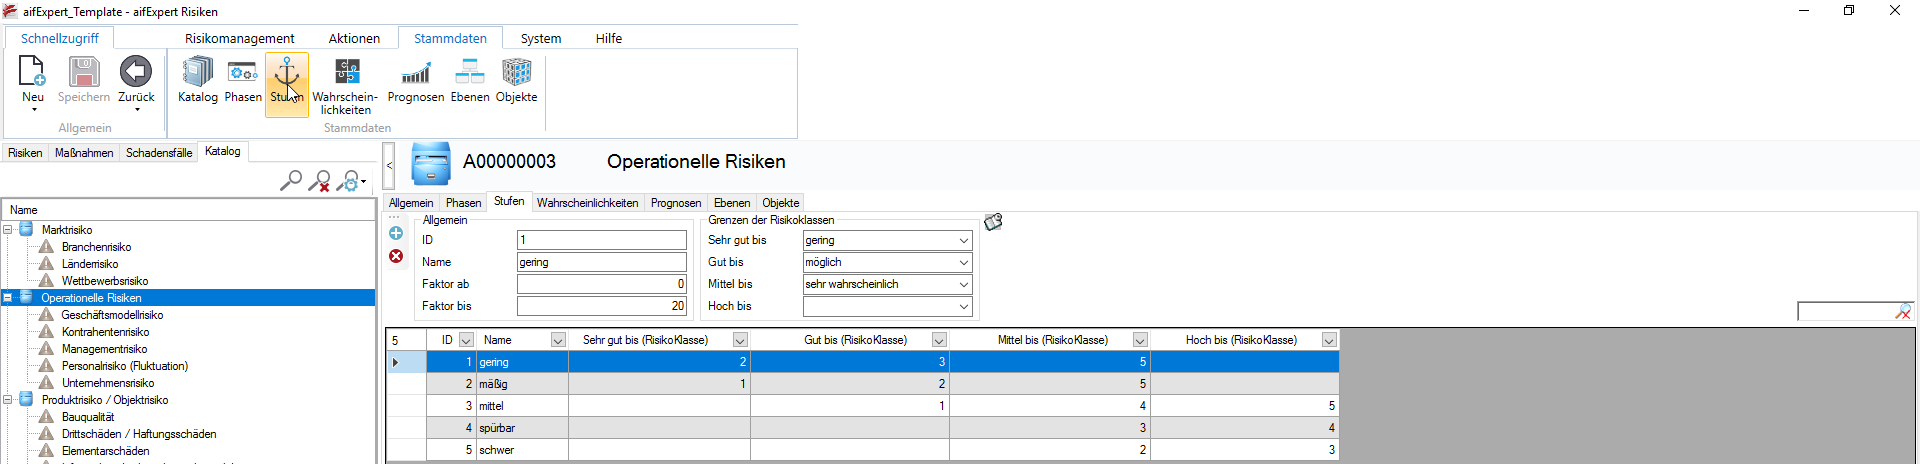 aifExpert_Template - aifExpert Risiken
Schnellzugriff Risikomanagement Aktionen Stammdaten System Hilfe
Neu Speichern Zurück Katalog Phasen Stufen Wahrschein-lichkeiten Prognosen Ebenen Objekte
Allgemein Stammdaten
Risiken Maßnahmen Schadensfälle Katalog
Name
Marktrisiko
Branchenrisiko
Länderrisiko
Wettbewerbsrisiko
Operationelle Risiken
Geschäftsmodellrisiko
Kontrahentenrisiko
Managementrisiko
Personalrisiko (Fluktuation)
Unternehmensrisiko
Produktrisiko / Objektrisiko
Bauqualität
Drittschäden / Haftungsschäden
Elementarschäden
< A00000003 Operationelle Risiken
Allgemein Phasen Stufen Wahrscheinlichkeiten Prognosen Ebenen Objekte
Allgemein Grenzen der Risikoklassen
ID 1 Sehr gut bis gering
Name gering Gut bis möglich
Faktor ab 0 Mittel bis sehr wahrscheinlich
Faktor bis 20 Hoch bis
5 ID Name Sehr gut bis (RisikoKlasse) Gut bis (RisikoKlasse) Mittel bis (RisikoKlasse) Hoch bis (RisikoKlasse)
1 gering 2 3 5
2 mäßig 1 2 5
3 mittel 1 4 5
4 spürbar 3 4
5 schwer 2 3